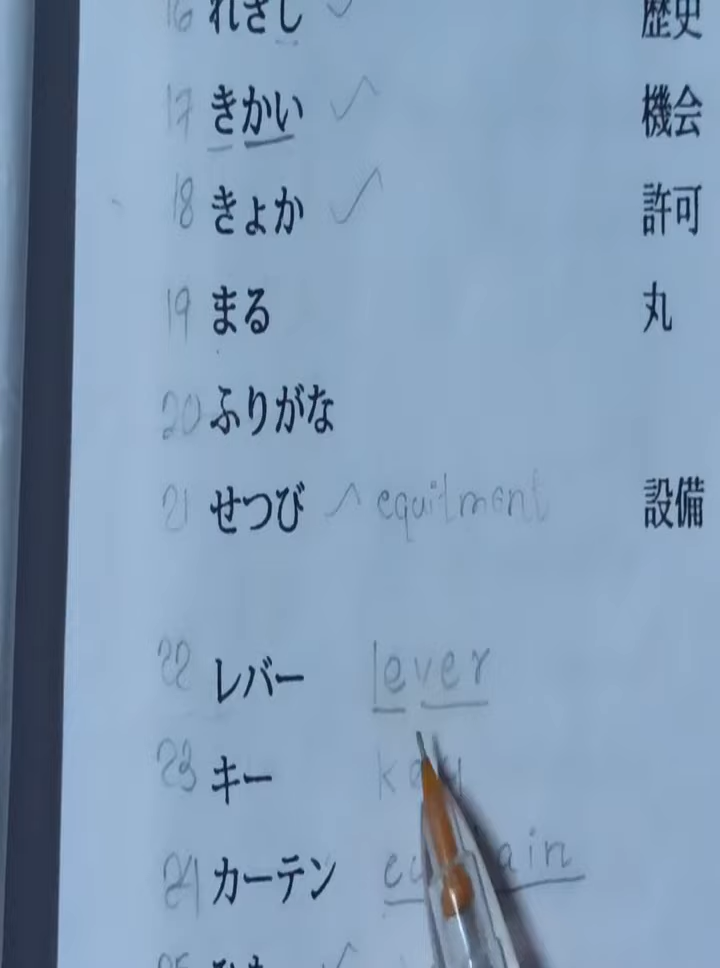 16 れきし 歴史
17 きかい 機会
18 きょか 許可
19 まる 丸
20 ふりがな
21 せつび equitment 設備
22 レバー lever
23 キー
24 カーテン